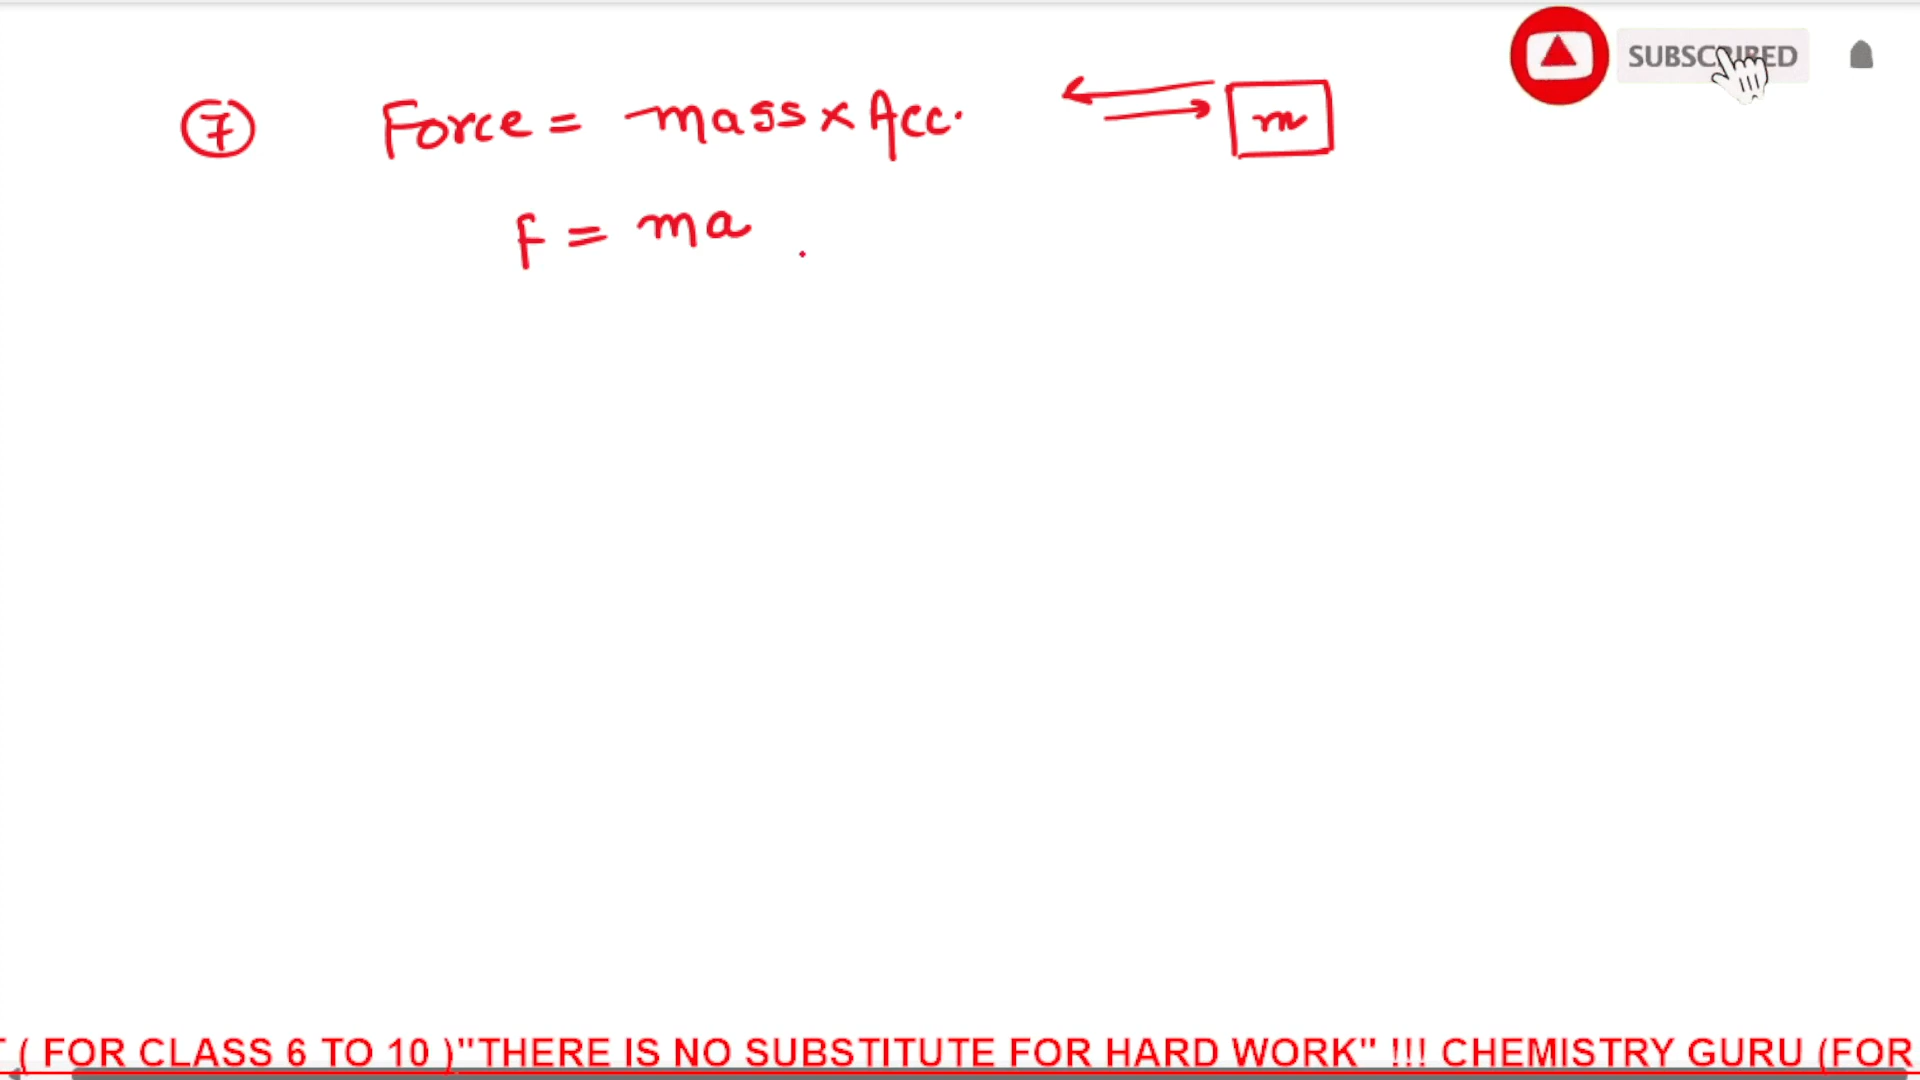 SUBSCRIBED
⑦ Force = mass × Acc. m
F = ma
( FOR CLASS 6 TO 10 )"THERE IS NO SUBSTITUTE FOR HARD WORK" !!! CHEMISTRY GURU (FOR